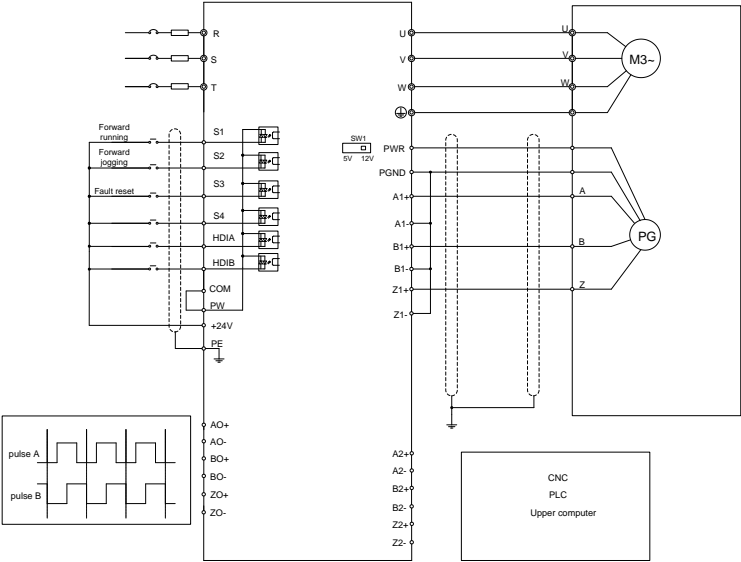 R
S
T
U
V
W
U
V
W
M3~
Forward
running
Forward
jogging
Fault reset
S1
S2
S3
S4
HDIA
HDIB
COM
PW
+24V
PE
SW1
5V 12V
PWR
PGND
A1+
A1-
B1+
B1-
Z1+
Z1-
A
B
Z
PG
pulse A
pulse B
AO+
AO-
BO+
BO-
ZO+
ZO-
A2+
A2-
B2+
B2-
Z2+
Z2-
CNC
PLC
Upper computer